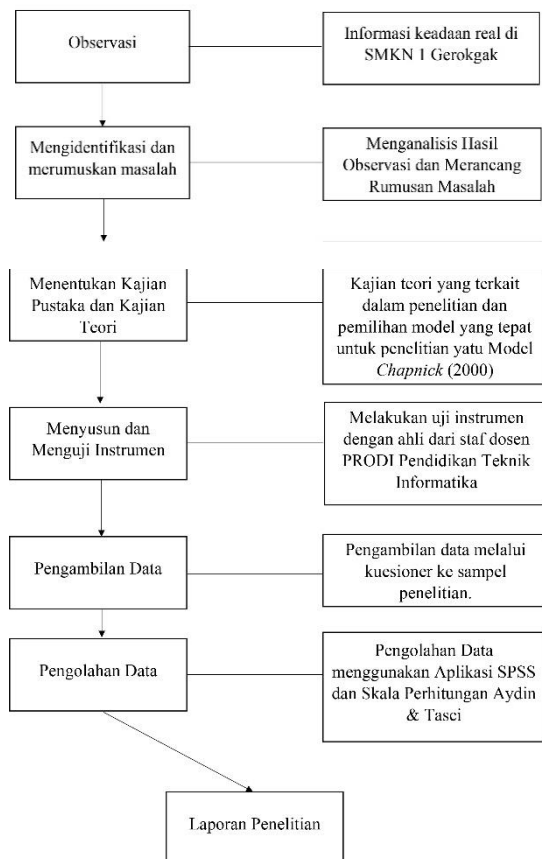 Observasi
Informasi keadaan real di
SMKN 1 Gerokgak
Mengidentifikasi dan
merumuskan masalah
Menganalisis Hasil
Observasi dan Merancang
Rumusan Masalah
Menentukan Kajian
Pustaka dan Kajian
Teori
Kajian teori yang terkait
dalam penelitian dan
pemilihan model yang tepat
untuk penelitian yatu Model
Chapnick (2000)
Menyusun dan
Menguji Instrumen
Melakukan uji instrumen
dengan ahli dari staf dosen
PRODI Pendidikan Teknik
Informatika
Pengambilan Data
Pengambilan data melalui
kuesioner ke sampel
penelitian.
Pengolahan Data
Pengolahan Data
menggunakan Aplikasi SPSS
dan Skala Perhitungan Aydin
& Tasci
Laporan Penelitian